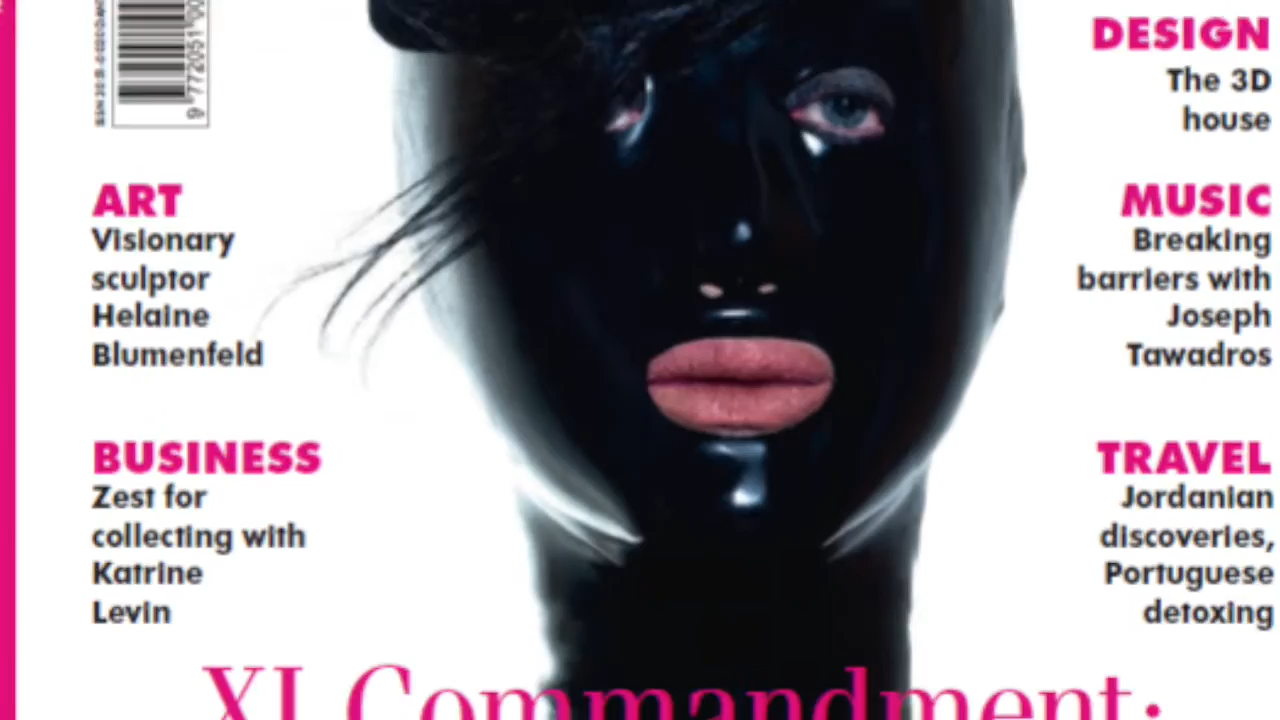 ART
Visionary
sculptor
Helaine
Blumenfeld
BUSINESS
Zest for
collecting with
Katrine
Levin
DESIGN
The 3D
house
MUSIC
Breaking
barriers with
Joseph
Tawadros
TRAVEL
Jordanian
discoveries,
Portuguese
detoxing
XI Commandment: